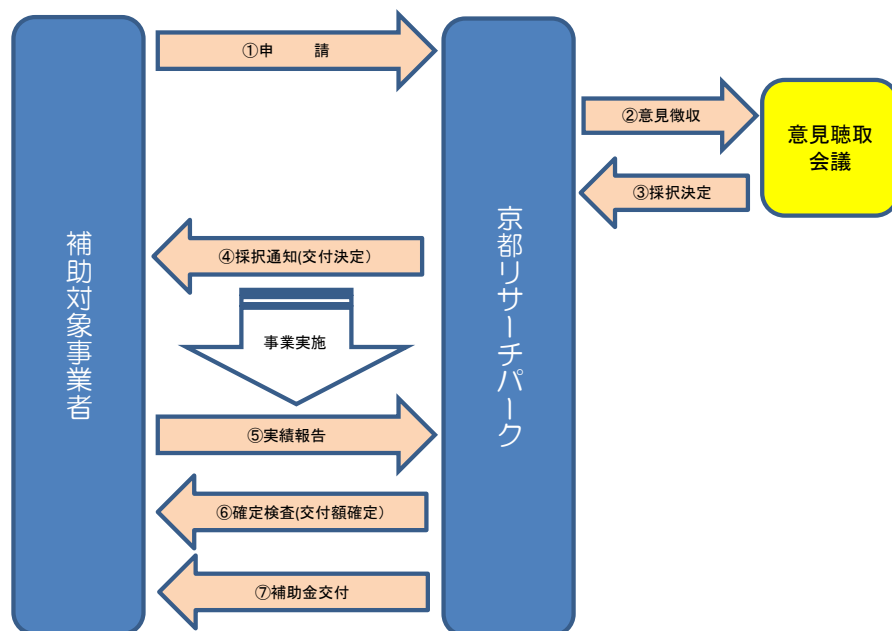 ①申　　請
②意見徴収
意見聴取
会議
③採択決定
補助対象事業者
京都リサーチパーク
④採択通知(交付決定）
事業実施
⑤実績報告
⑥確定検査(交付額確定）
⑦補助金交付